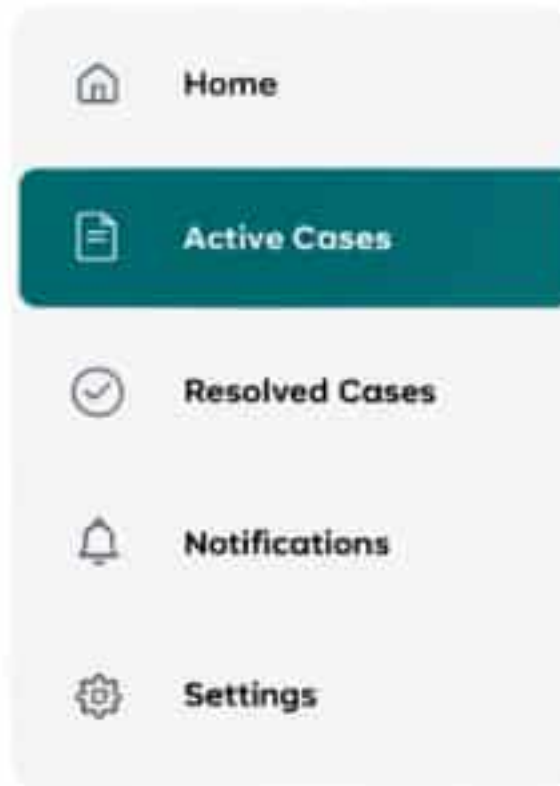 Home
Active Cases
Resolved Cases
Notifications
Settings